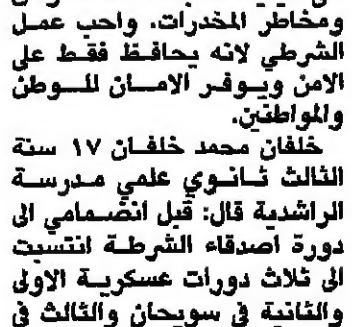 ومخاطر المخدرات، واحب عمل
الشرطي لانه يحافظ فقط على
الامن ويوفر الامان للوطن
والمواطنين.
خلفان محمد خلفان ١٧ سنة
الثالث ثانوي علمي مدرسة
الراشدية قال: قبل انضمامي الى
دورة اصدقاء الشرطة انتسبت
الى ثلاث دورات عسكرية الاولى
والثانية في سويحان والثالث في